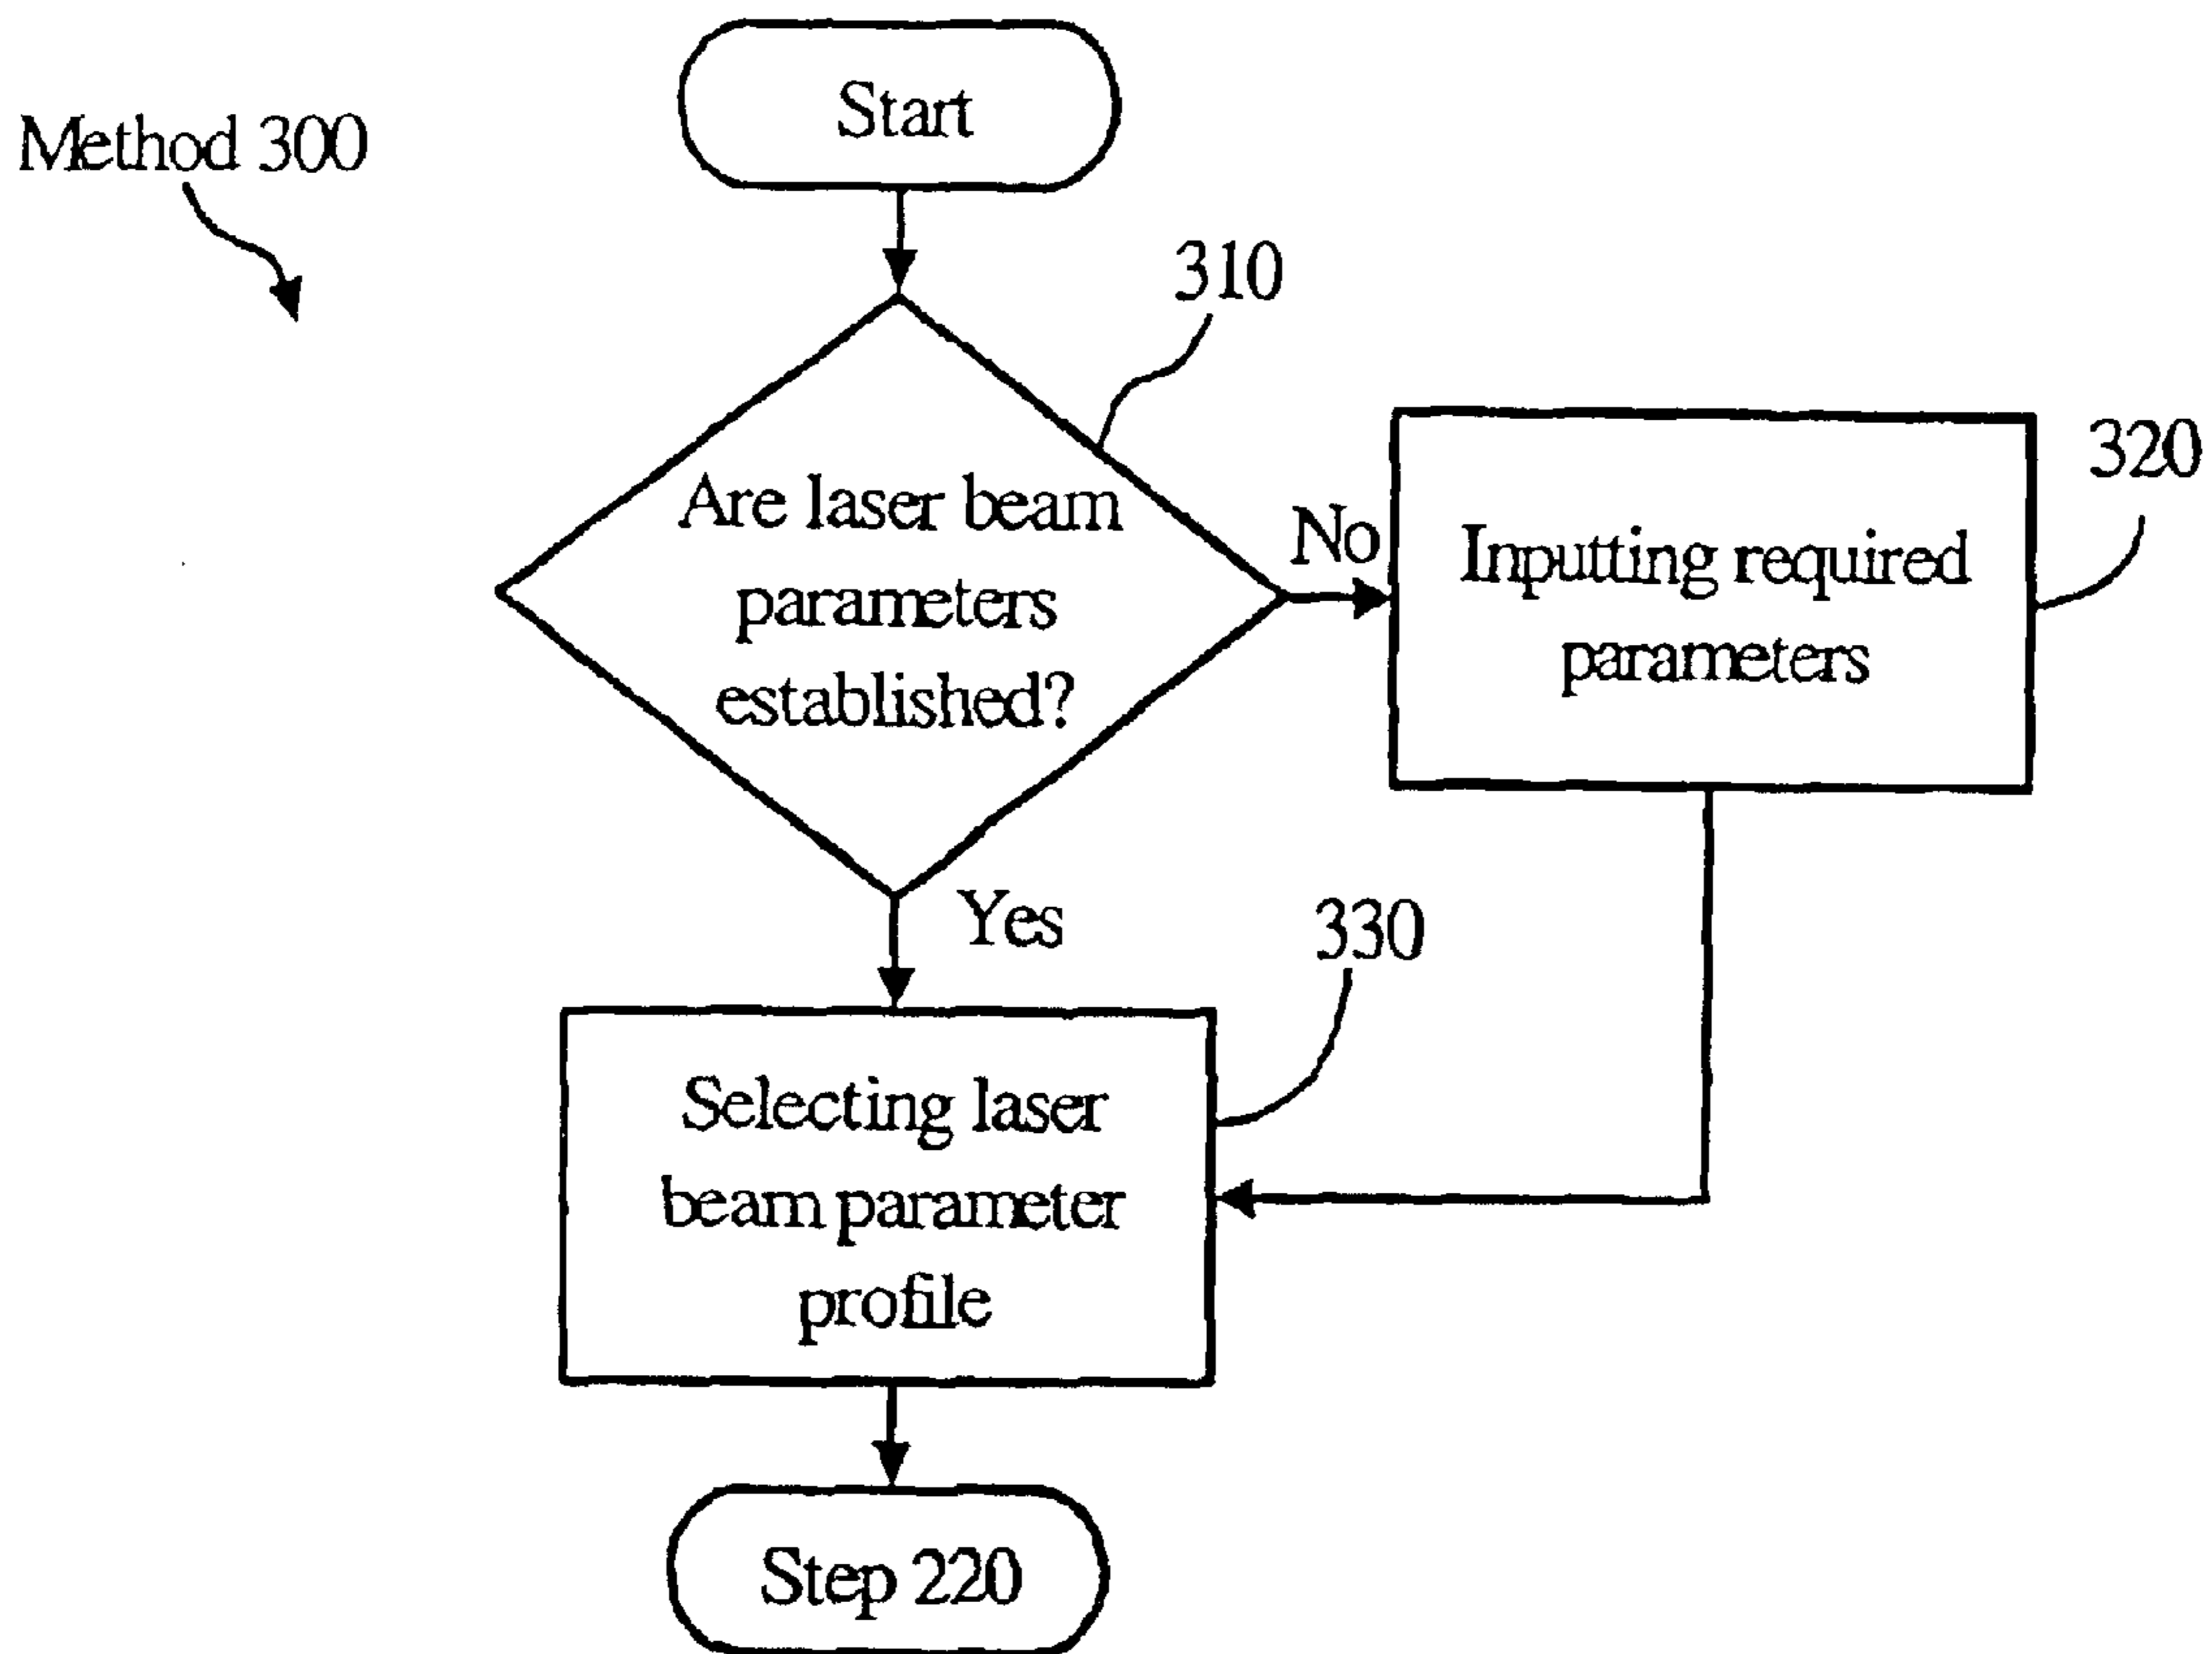 Start
Method 300
310
Are laser beam
parameters
established?
No
320
Inputting required
parameters
Yes
330
Selecting laser
beam parameter
profile
Step 220